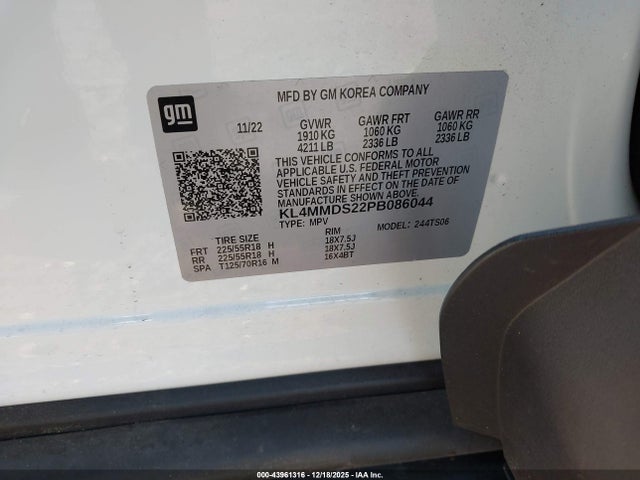 MFD BY GM KOREA COMPANY
gm
11/22 GVWR GAWR FRT GAWR RR
1910 KG 1060 KG 1060 KG
4211 LB 2336 LB 2336 LB
THIS VEHICLE CONFORMS TO ALL
APPLICABLE U.S. FEDERAL MOTOR
VEHICLE SAFETY AND THEFT PREVENTION
STANDARDS IN EFFECT ON THE DATE OF
MANUFACTURE SHOWN ABOVE.
KL4MMDS22PB086044
TYPE: MPV MODEL: 244TS06
TIRE SIZE RIM
FRT 225/55R18 H 18X7.5J
RR 225/55R18 H 18X7.5J
SPA T125/70R16 M 16X4BT
000-43961316 - 12/18/2025 - IAA Inc.